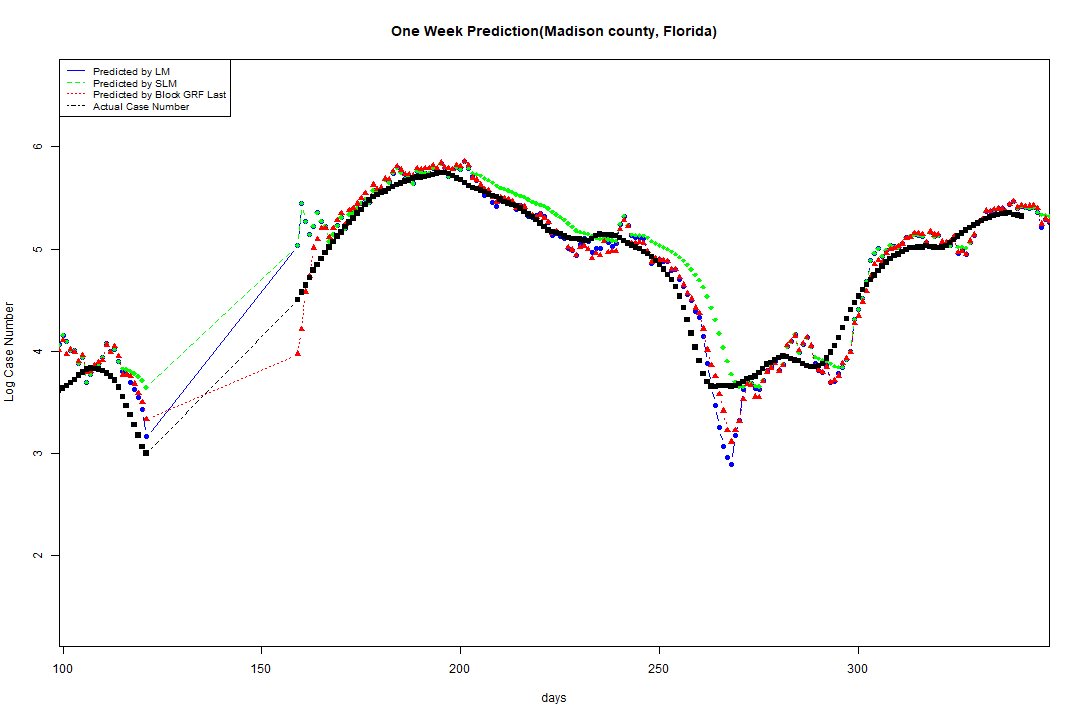 One Week Prediction(Madison county, Florida)
Predicted by LM
Predicted by SLM
Predicted by Block GRF Last
Actual Case Number
6
5
4
3
2
Log Case Number
100 150 200 250 300
days